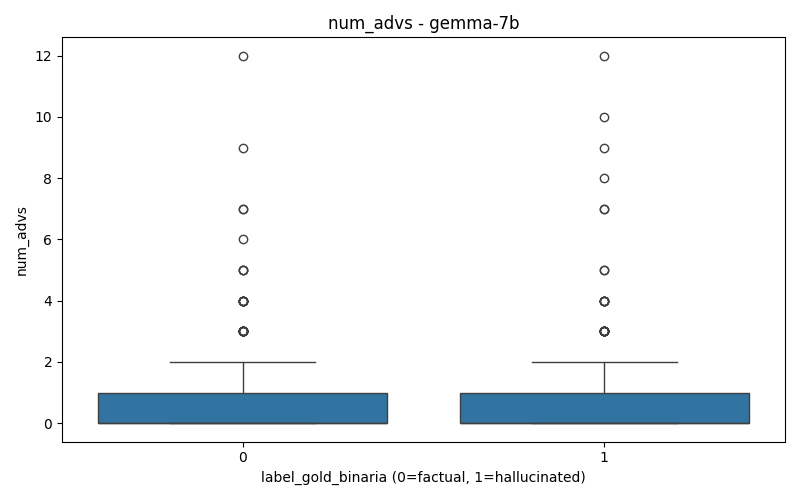 num_advs - gemma-7b
num_advs
12
10
8
6
4
2
0
0 1
label_gold_binaria (0=factual, 1=hallucinated)